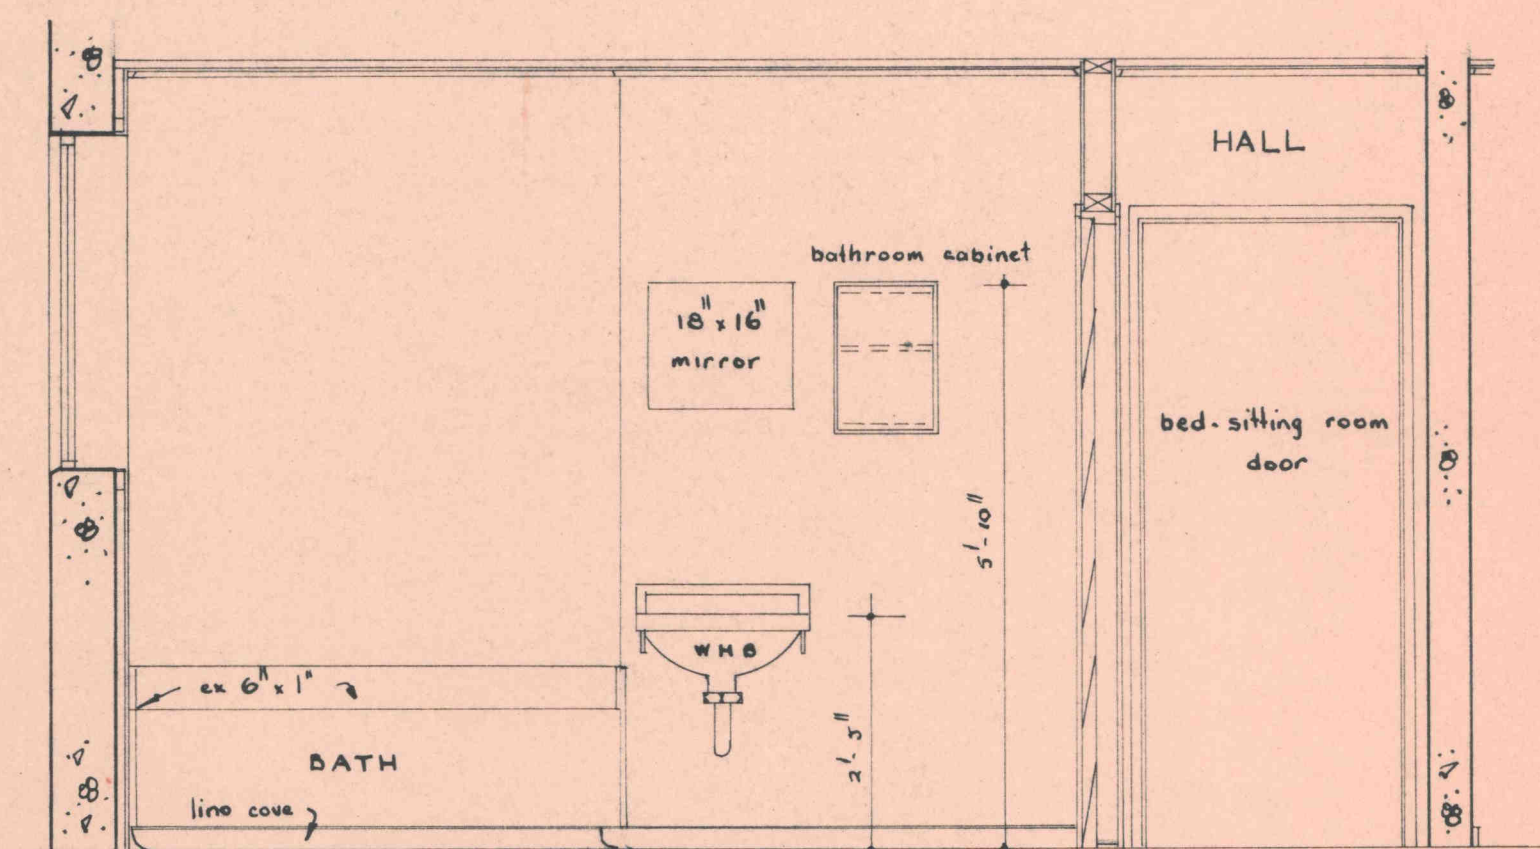 HALL
bathroom cabinet
18" x 16"
mirror
bed-sitting room
door
5'-10"
WHB
ex 6" x 1"
2'-5"
BATH
lino cove